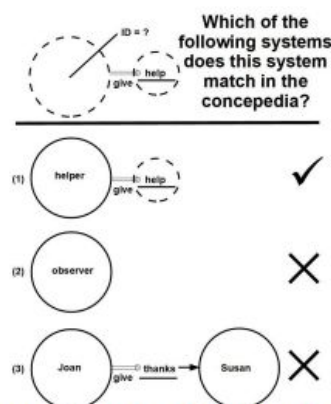 ID = ?
Which of the
following systems
does this system
match in the
concepedia?
help
give
(1)
helper
help
give
(2)
observer
(3)
Joan
thanks
give
Susan